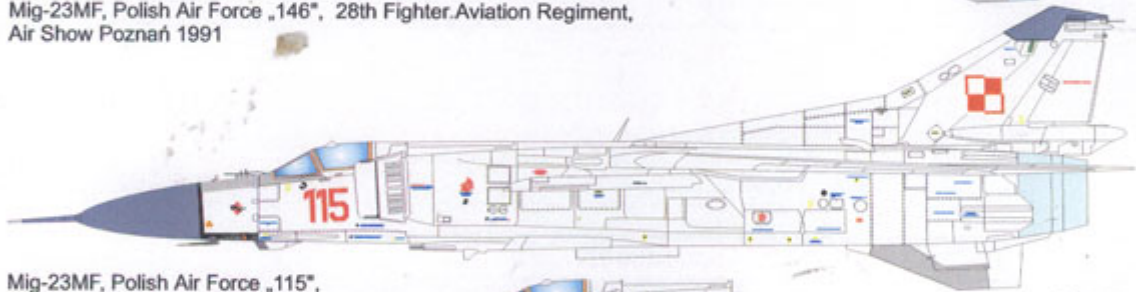 Mig-23MF, Polish Air Force „146", 28th Fighter.Aviation Regiment,
Air Show Poznań 1991
115
Mig-23MF, Polish Air Force „115",